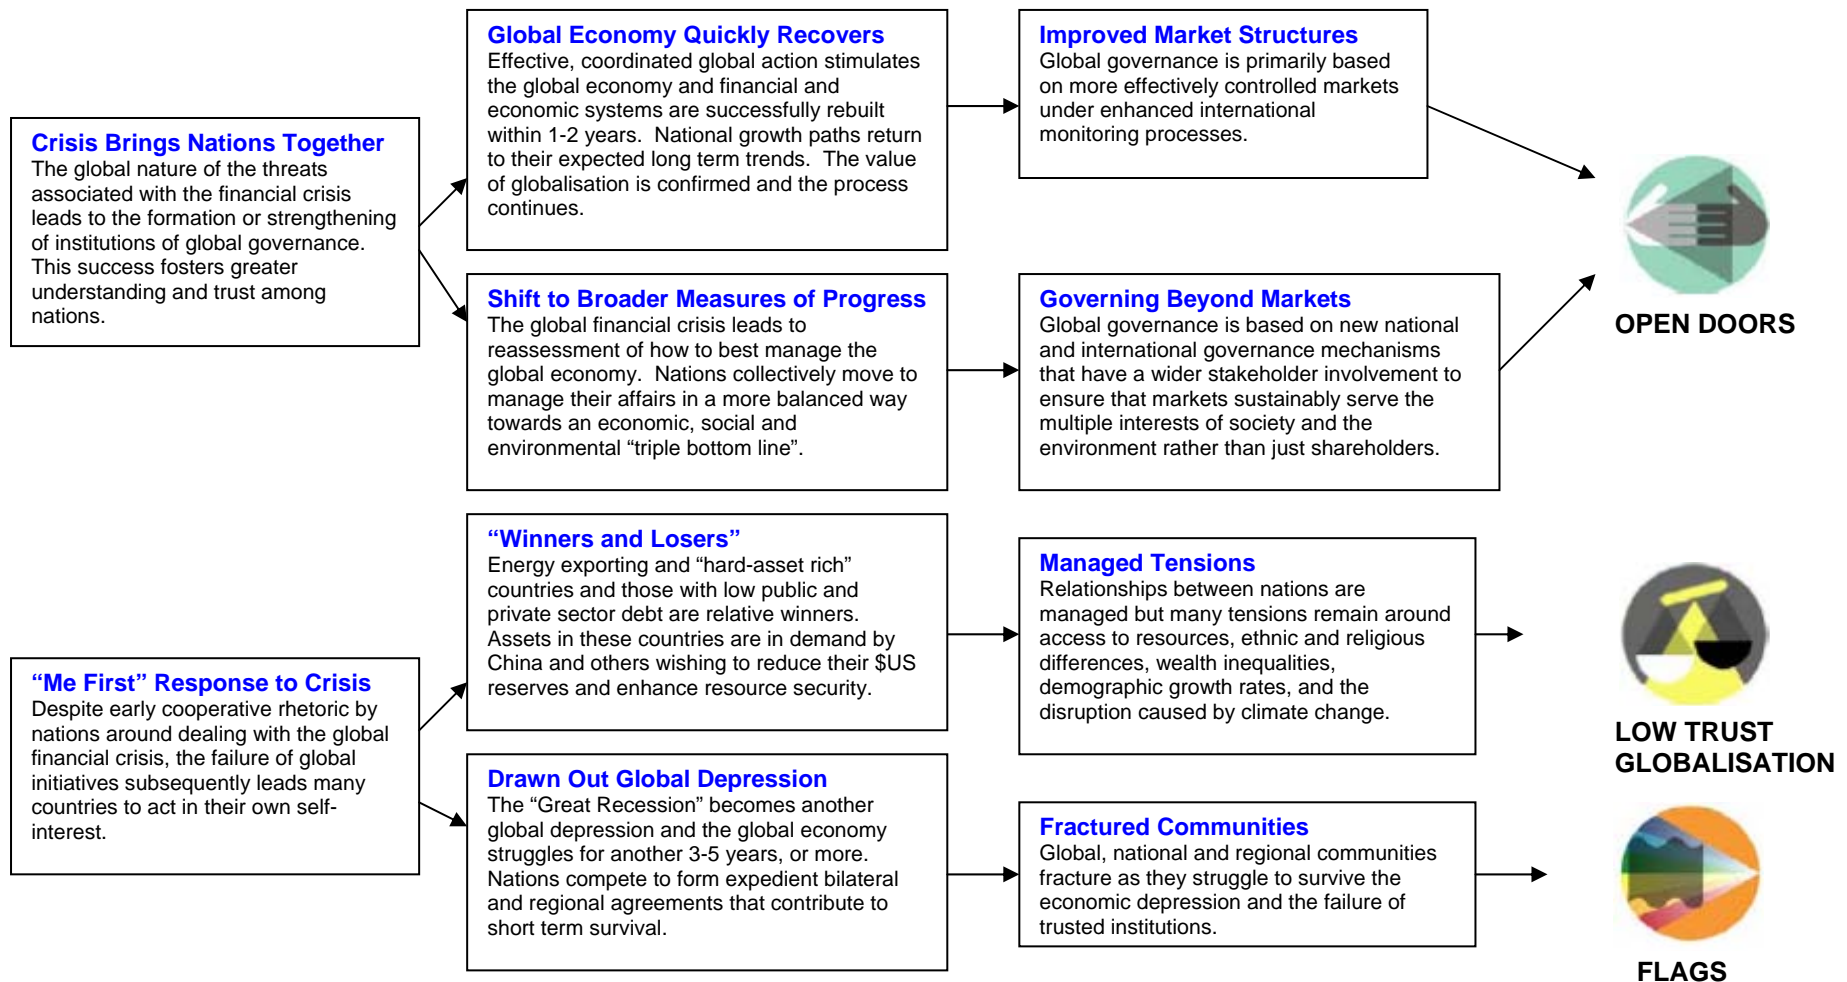 Crisis Brings Nations Together
The global nature of the threats
associated with the financial crisis
leads to the formation or strengthening
of institutions of global governance.
This success fosters greater
understanding and trust among
nations.
Global Economy Quickly Recovers
Effective, coordinated global action stimulates
the global economy and financial and
economic systems are successfully rebuilt
within 1-2 years.  National growth paths return
to their expected long term trends.  The value
of globalisation is confirmed and the process
continues.
Improved Market Structures
Global governance is primarily based
on more effectively controlled markets
under enhanced international
monitoring processes.
Shift to Broader Measures of Progress
The global financial crisis leads to
reassessment of how to best manage the
global economy.  Nations collectively move to
manage their affairs in a more balanced way
towards an economic, social and
environmental “triple bottom line”.
Governing Beyond Markets
Global governance is based on new national
and international governance mechanisms
that have a wider stakeholder involvement to
ensure that markets sustainably serve the
multiple interests of society and the
environment rather than just shareholders.
OPEN DOORS
“Me First” Response to Crisis
Despite early cooperative rhetoric by
nations around dealing with the global
financial crisis, the failure of global
initiatives subsequently leads many
countries to act in their own self-
interest.
“Winners and Losers”
Energy exporting and “hard-asset rich”
countries and those with low public and
private sector debt are relative winners.
Assets in these countries are in demand by
China and others wishing to reduce their $US
reserves and enhance resource security.
Managed Tensions
Relationships between nations are
managed but many tensions remain around
access to resources, ethnic and religious
differences, wealth inequalities,
demographic growth rates, and the
disruption caused by climate change.
LOW TRUST
GLOBALISATION
Drawn Out Global Depression
The “Great Recession” becomes another
global depression and the global economy
struggles for another 3-5 years, or more.
Nations compete to form expedient bilateral
and regional agreements that contribute to
short term survival.
Fractured Communities
Global, national and regional communities
fracture as they struggle to survive the
economic depression and the failure of
trusted institutions.
FLAGS